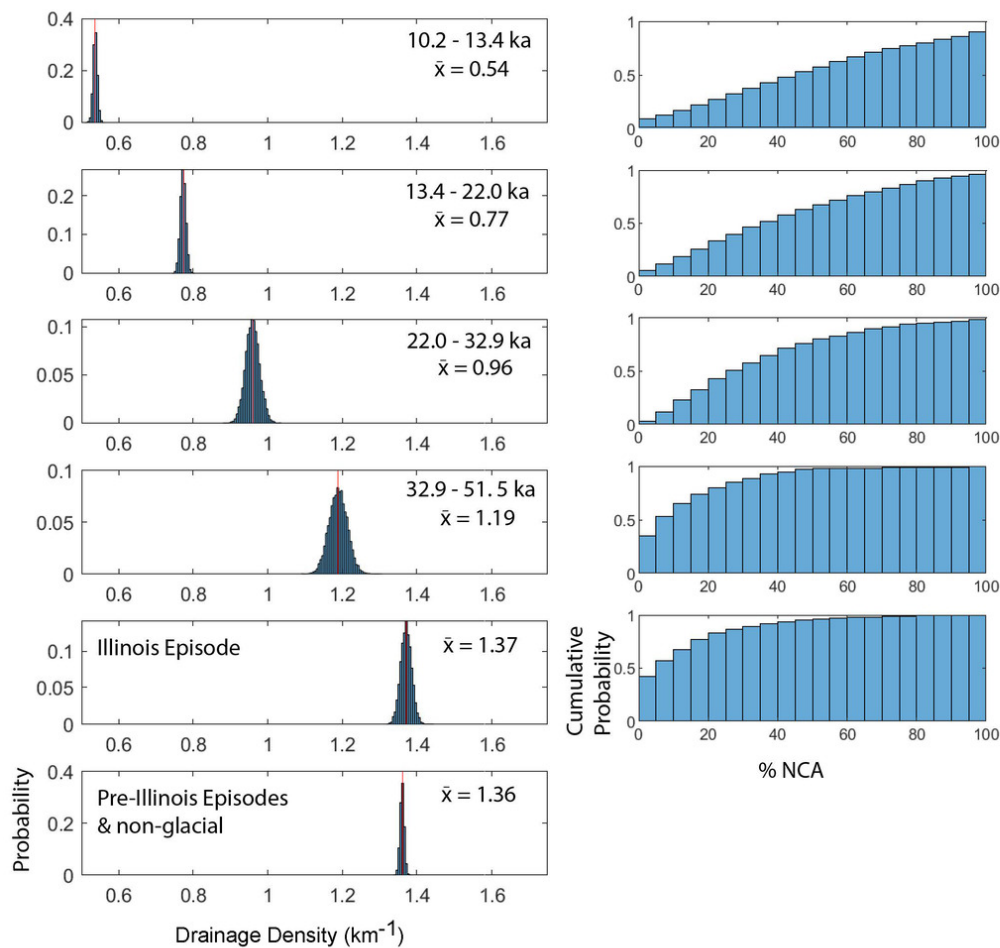 0.4
0.2
0
0.6 0.8 1 1.2 1.4 1.6
10.2 - 13.4 ka
x̄ = 0.54
1
0.5
0
0 20 40 60 80 100
0.2
0.1
0
0.6 0.8 1 1.2 1.4 1.6
13.4 - 22.0 ka
x̄ = 0.77
1
0.5
0
0 20 40 60 80 100
0.1
0.05
0
0.6 0.8 1 1.2 1.4 1.6
22.0 - 32.9 ka
x̄ = 0.96
1
0.5
0
0 20 40 60 80 100
0.1
0.05
0
0.6 0.8 1 1.2 1.4 1.6
32.9 - 51.5 ka
x̄ = 1.19
1
0.5
0
0 20 40 60 80 100
0.1
0.05
0
0.6 0.8 1 1.2 1.4 1.6
Illinois Episode
x̄ = 1.37
1
0.5
0
0 20 40 60 80 100
Cumulative
Probability
% NCA
0.4
0.2
0
0.6 0.8 1 1.2 1.4 1.6
Pre-Illinois Episodes
& non-glacial
x̄ = 1.36
Probability
Drainage Density (km⁻¹)